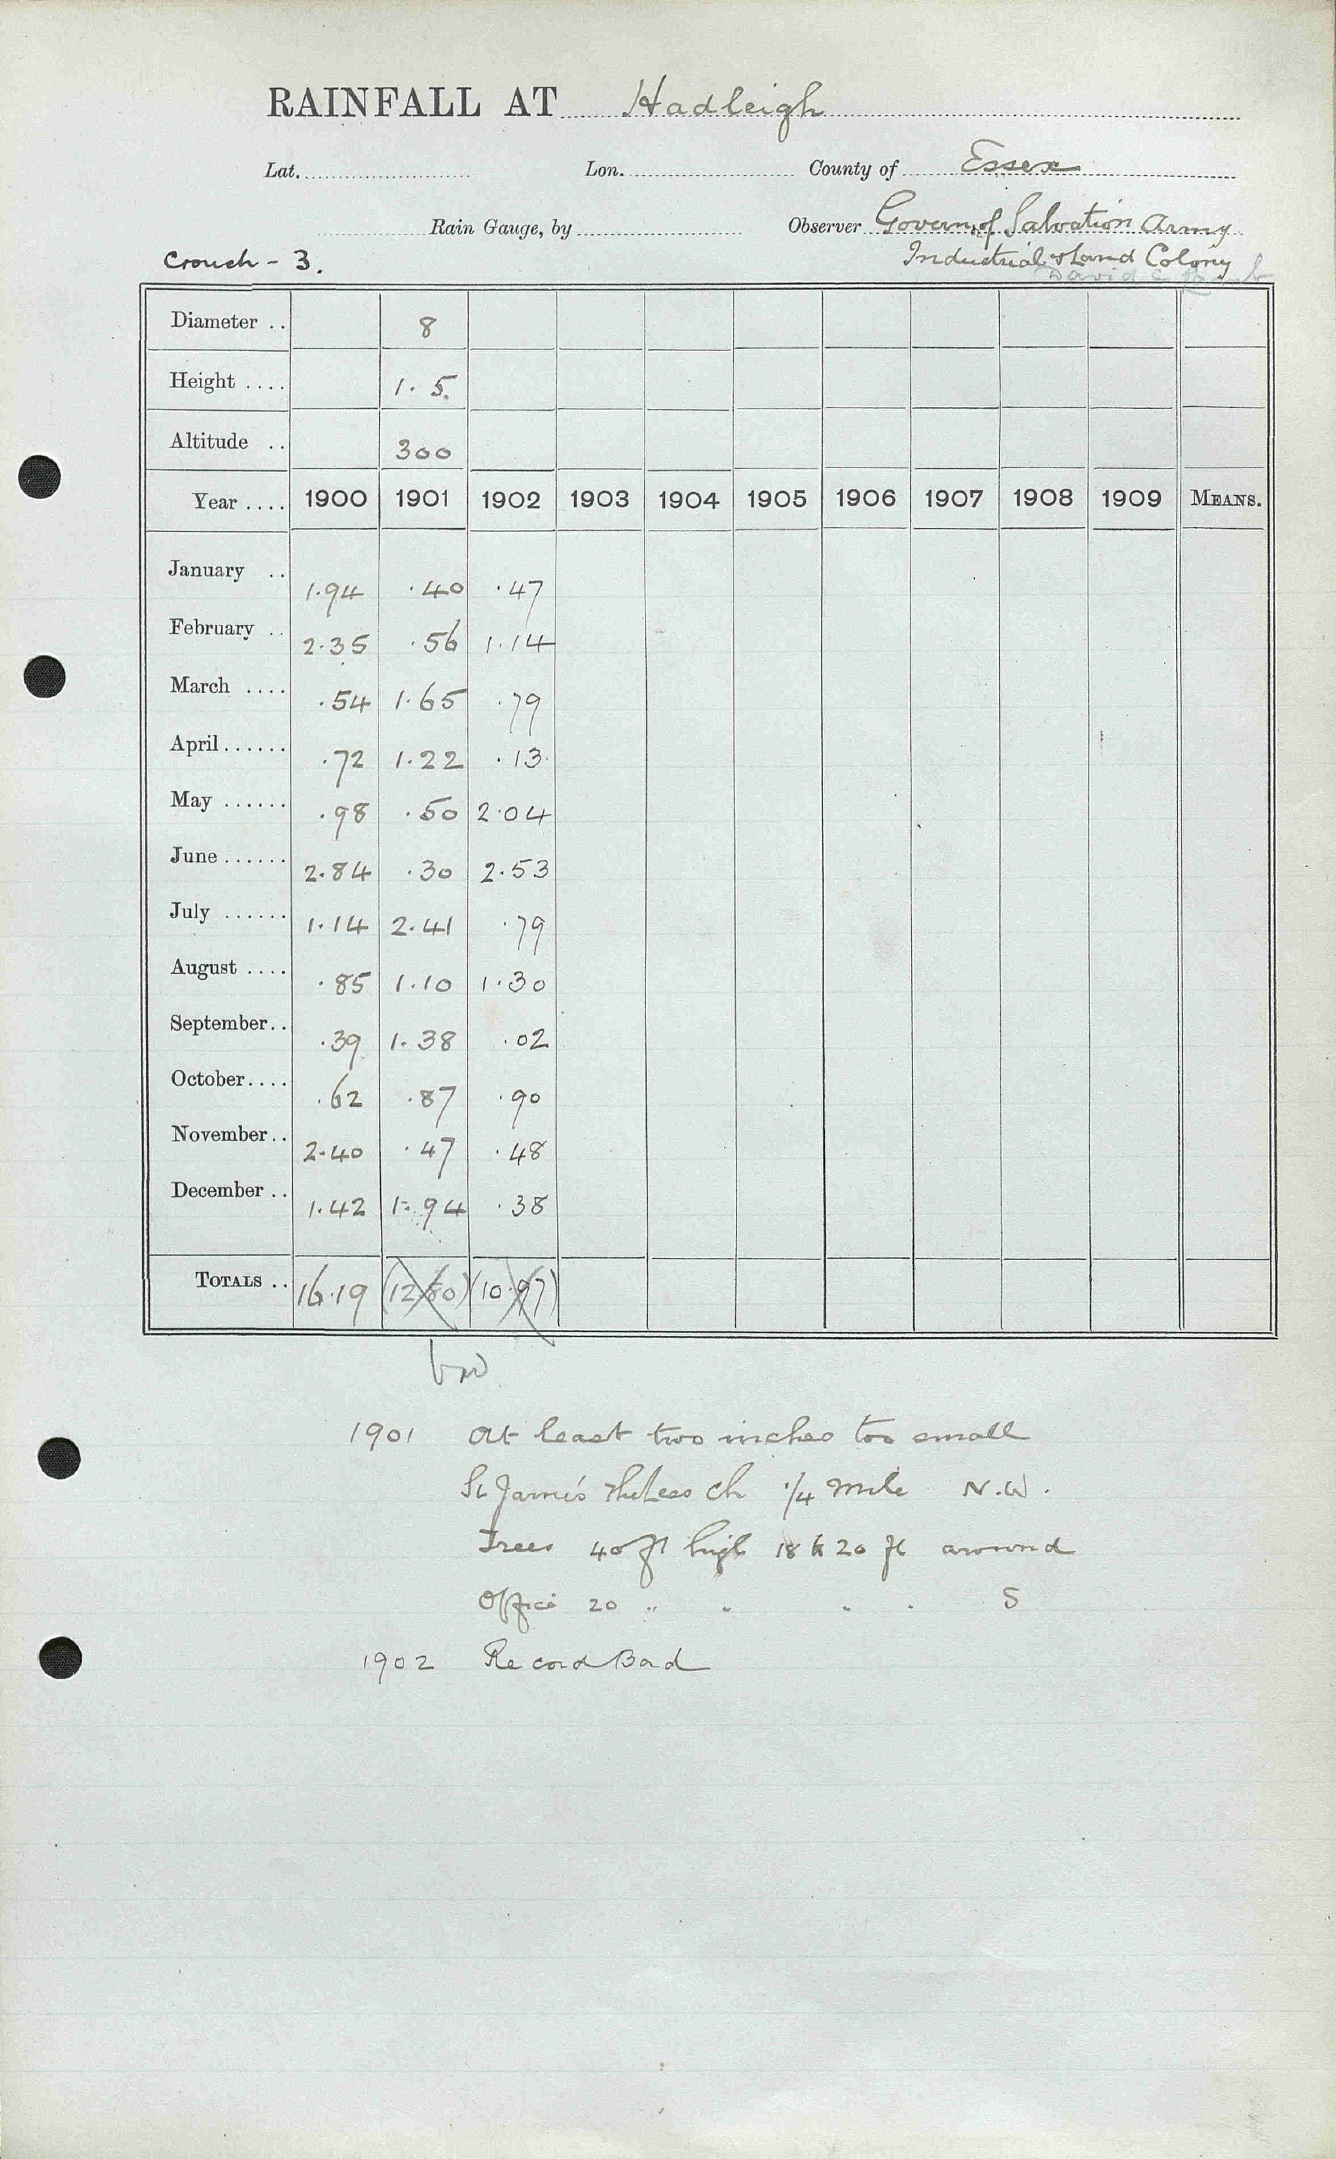 RAINFALL AT Hadleigh
Lat. Lon. County of Essex
Rain Gauge, by Observer Govern. of Salvation Army
Crouch - 3. Industrial & Land Colony
David C Lamb
Diameter .. 8
Height .... 1.5.
Altitude .. 300
Year .... 1900 1901 1902 1903 1904 1905 1906 1907 1908 1909 MEANS.
January .. 1.94 .40 .47
February .. 2.35 .56 1.14
March .... .54 1.65 .79
April ...... .72 1.22 .13
May ...... .98 .50 2.04
June ...... 2.84 .30 2.53
July ...... 1.14 2.41 .79
August .... .85 1.10 1.30
September.. .39 1.38 .02
October.... .62 .87 .90
November.. 2.40 .47 .48
December .. 1.42 1.94 .38
TOTALS .. 16.19 (12.80) (10.97)
1901 At least two inches too small
St James the Less Ch 1/4 mile N.W.
Trees 40 ft high 18 to 20 ft around
Office 20 " " " " S
1902 Record Bad